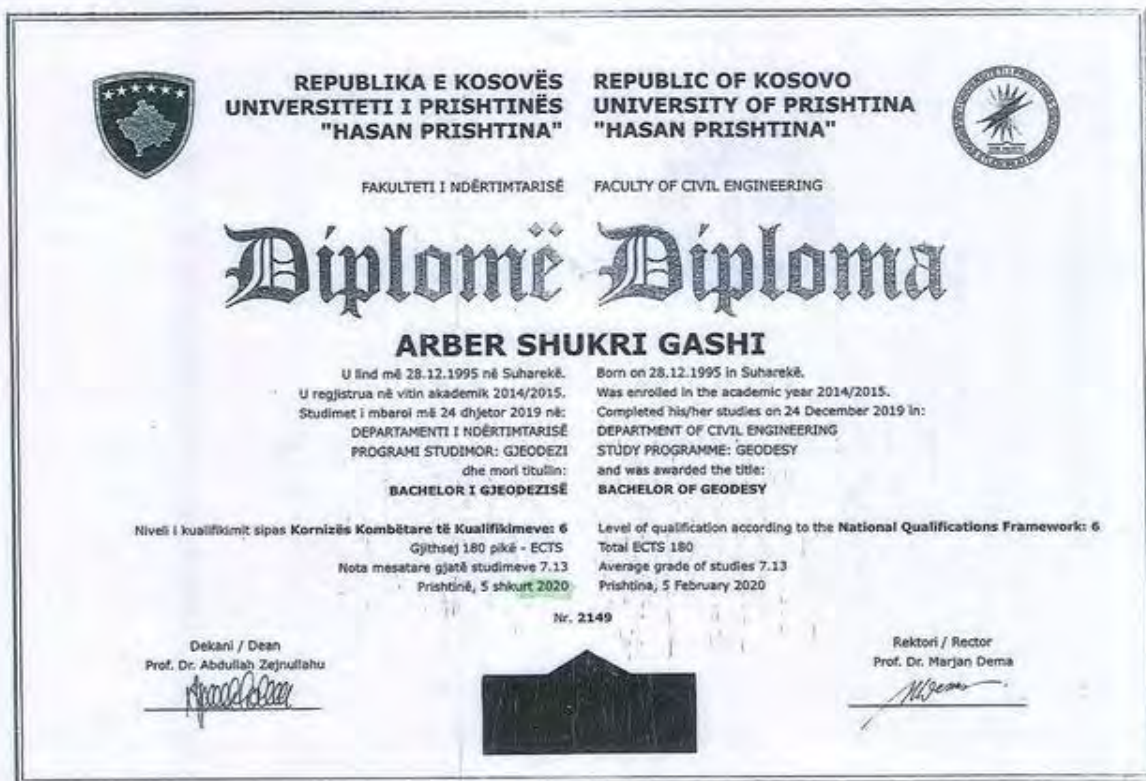 REPUBLIKA E KOSOVËS
UNIVERSITETI I PRISHTINËS
"HASAN PRISHTINA"
REPUBLIC OF KOSOVO
UNIVERSITY OF PRISHTINA
"HASAN PRISHTINA"
FAKULTETI I NDËRTIMTARISË
FACULTY OF CIVIL ENGINEERING
Diplomë Diploma
ARBER SHUKRI GASHI
U lind më 28.12.1995 në Suharekë.
U regjistrua në vitin akademik 2014/2015.
Studimet i mbaroi më 24 dhjetor 2019 në:
DEPARTAMENTI I NDËRTIMTARISË
PROGRAMI STUDIMOR: GJEODEZI
dhe mori titullin:
BACHELOR I GJEODEZISË
Born on 28.12.1995 in Suharekë.
Was enrolled in the academic year 2014/2015.
Completed his/her studies on 24 December 2019 in:
DEPARTMENT OF CIVIL ENGINEERING
STUDY PROGRAMME: GEODESY
and was awarded the title:
BACHELOR OF GEODESY
Niveli i kualifikimit sipas Kornizës Kombëtare të Kualifikimeve: 6
Gjithsej 180 pikë - ECTS
Nota mesatare gjatë studimeve 7.13
Prishtinë, 5 shkurt 2020
Level of qualification according to the National Qualifications Framework: 6
Total ECTS 180
Average grade of studies 7.13
Prishtina, 5 February 2020
Nr. 2149
Dekani / Dean
Prof. Dr. Abdullah Zejnullahu
Rektori / Rector
Prof. Dr. Marjan Dema